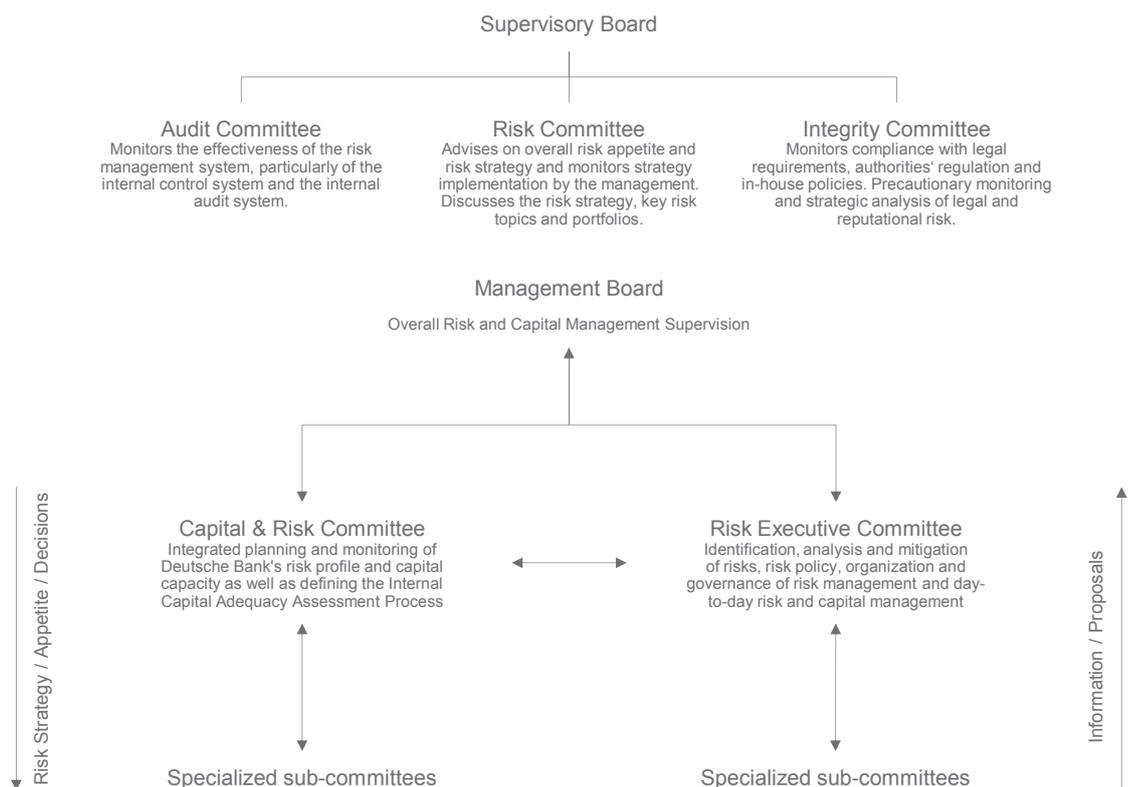 Supervisory Board
Audit Committee
Monitors the effectiveness of the risk
management system, particularly of the
internal control system and the internal
audit system.
Risk Committee
Advises on overall risk appetite and
risk strategy and monitors strategy
implementation by the management.
Discusses the risk strategy, key risk
topics and portfolios.
Integrity Committee
Monitors compliance with legal
requirements, authorities‘ regulation and
in-house policies. Precautionary monitoring
and strategic analysis of legal and
reputational risk.
Management Board
Overall Risk and Capital Management Supervision
Risk Strategy / Appetite / Decisions
Capital & Risk Committee
Integrated planning and monitoring of
Deutsche Bank's risk profile and capital
capacity as well as defining the Internal
Capital Adequacy Assessment Process
Risk Executive Committee
Identification, analysis and mitigation
of risks, risk policy, organization and
governance of risk management and day-
to-day risk and capital management
Information / Proposals
Specialized sub-committees
Specialized sub-committees